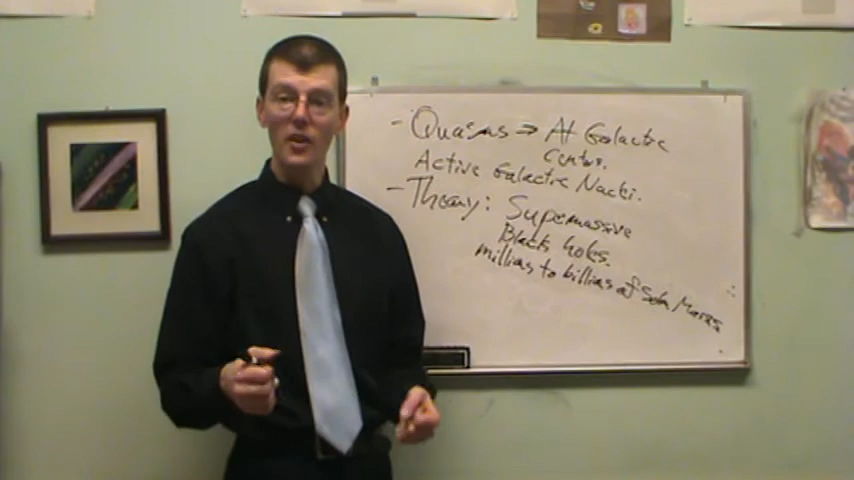 - Quasars → At Galactic
Center.
Active Galactic Nuclei.
- Theory: Supermassive
Black holes.
millions to billions of Solar Masses